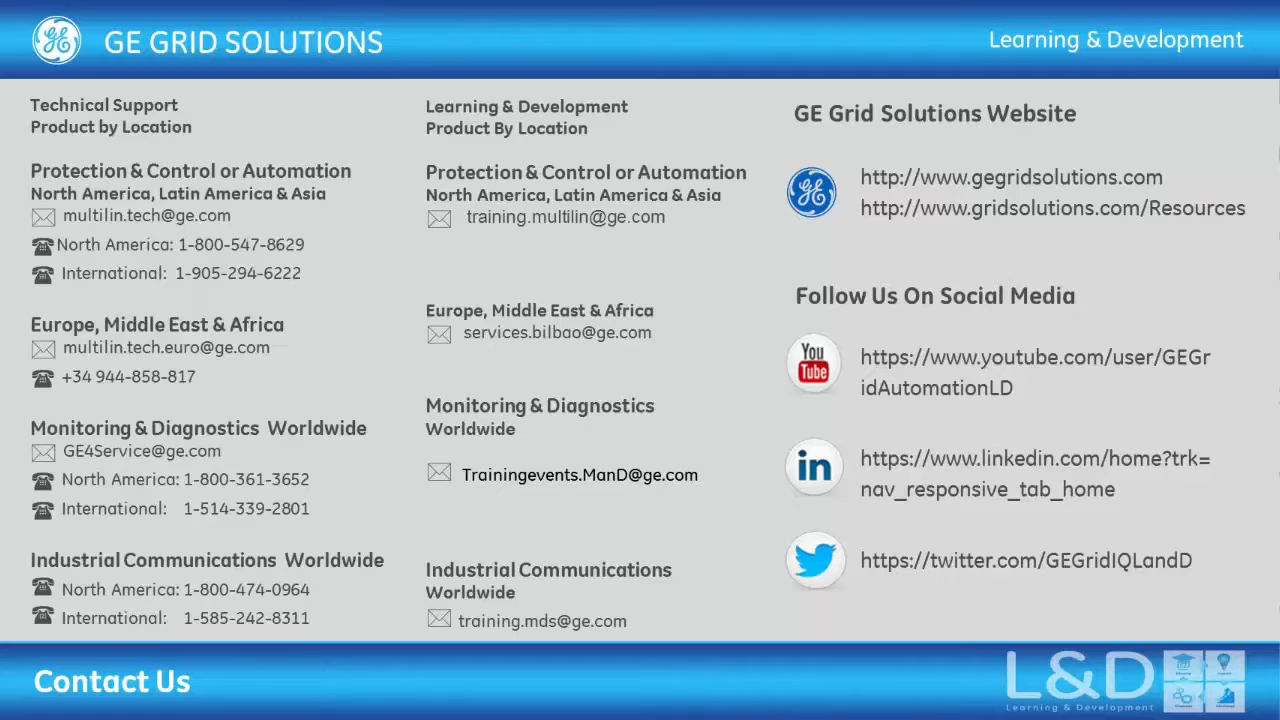 GE GRID SOLUTIONS
Learning & Development
Technical Support
Product by Location
Protection & Control or Automation
North America, Latin America & Asia
multilin.tech@ge.com
North America: 1-800-547-8629
International: 1-905-294-6222
Europe, Middle East & Africa
multilin.tech.euro@ge.com
+34 944-858-817
Monitoring & Diagnostics Worldwide
GE4Service@ge.com
North America: 1-800-361-3652
International: 1-514-339-2801
Industrial Communications Worldwide
North America: 1-800-474-0964
International: 1-585-242-8311
Learning & Development
Product By Location
Protection & Control or Automation
North America, Latin America & Asia
training.multilin@ge.com
Europe, Middle East & Africa
services.bilbao@ge.com
Monitoring & Diagnostics
Worldwide
Trainingevents.ManD@ge.com
Industrial Communications
Worldwide
training.mds@ge.com
GE Grid Solutions Website
GE
http://www.gegridsolutions.com
http://www.gridsolutions.com/Resources
Follow Us On Social Media
You
Tube
https://www.youtube.com/user/GEGr
idAutomationLD
in
https://www.linkedin.com/home?trk=
nav_responsive_tab_home
https://twitter.com/GEGridIQLandD
Contact Us
L&D
Learning & Development